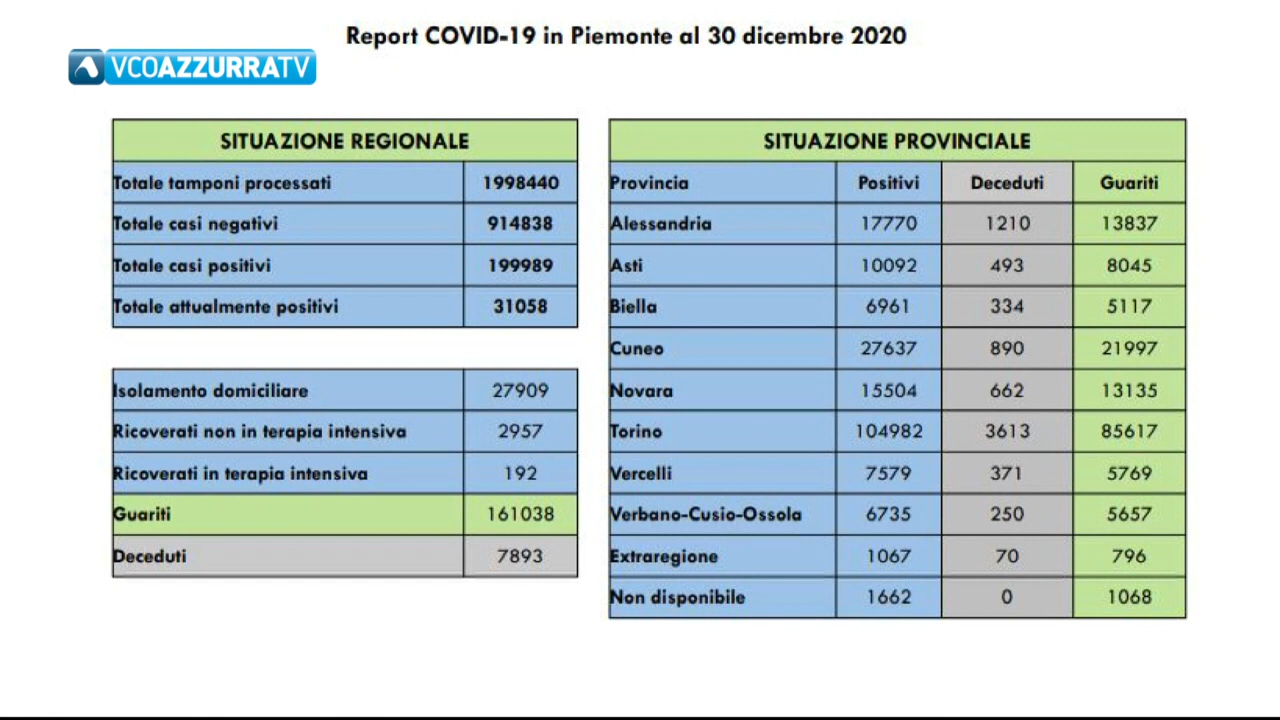 Report COVID-19 in Piemonte al 30 dicembre 2020
VCOAZZURRATV
SITUAZIONE REGIONALE
Totale tamponi processati 1998440
Totale casi negativi 914838
Totale casi positivi 199989
Totale attualmente positivi 31058
Isolamento domiciliare 27909
Ricoverati non in terapia intensiva 2957
Ricoverati in terapia intensiva 192
Guariti 161038
Deceduti 7893
SITUAZIONE PROVINCIALE
Provincia Positivi Deceduti Guariti
Alessandria 17770 1210 13837
Asti 10092 493 8045
Biella 6961 334 5117
Cuneo 27637 890 21997
Novara 15504 662 13135
Torino 104982 3613 85617
Vercelli 7579 371 5769
Verbano-Cusio-Ossola 6735 250 5657
Extraregione 1067 70 796
Non disponibile 1662 0 1068